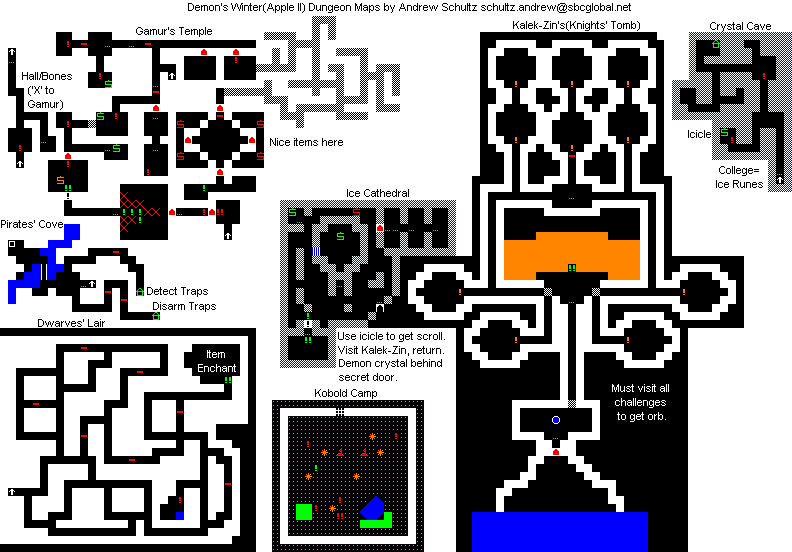 Demon's Winter(Apple II) Dungeon Maps by Andrew Schultz schultz.andrew@sbcglobal.net
Gamur's Temple
Kalek-Zin's(Knights' Tomb)
Crystal Cave
Hall/Bones
('X' to
Gamur)
Nice items here
Icicle
College=
Ice Runes
Ice Cathedral
Pirates' Cove
Detect Traps
Disarm Traps
Dwarves' Lair
Item
Enchant
Use icicle to get scroll.
Visit Kalek-Zin, return.
Demon crystal behind
secret door.
Kobold Camp
Must visit all
challenges
to get orb.